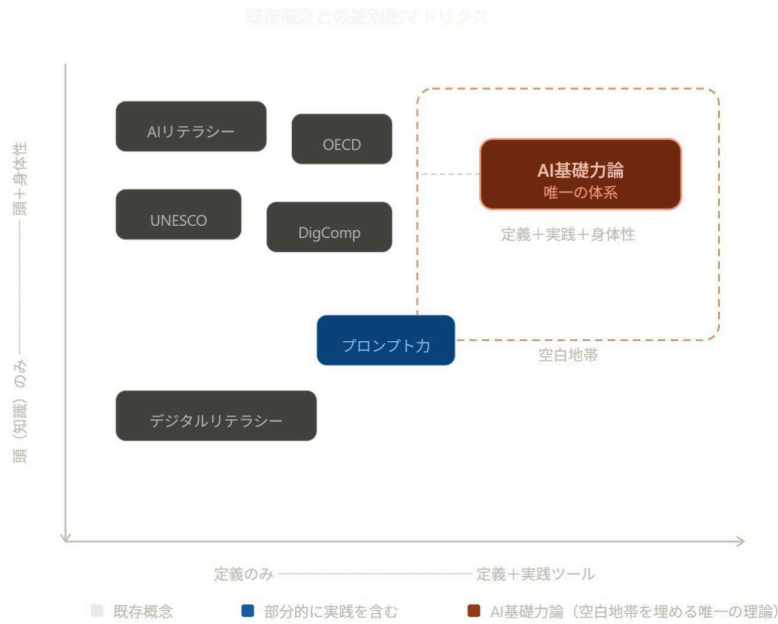 既存概念との差別化マトリクス
AIリテラシー
OECD
AI基礎力論
唯一の体系
UNESCO
DigComp
定義＋実践＋身体性
プロンプト力
空白地帯
デジタルリテラシー
頭（知識）のみ ―――――― 頭＋身体性
定義のみ ―――――――――― 定義＋実践ツール
既存概念
部分的に実践を含む
AI基礎力論（空白地帯を埋める唯一の理論）